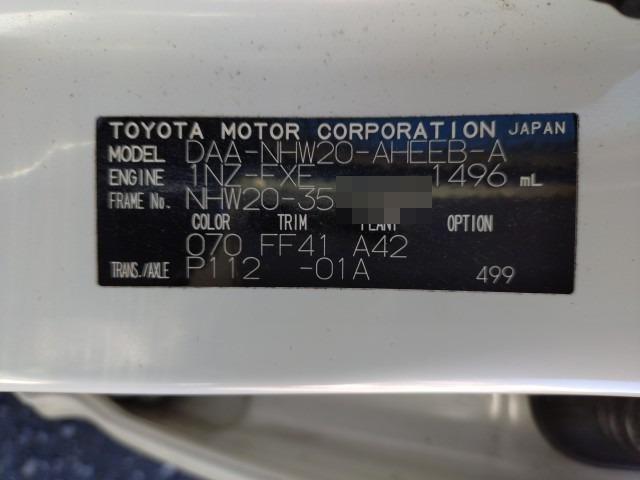 TOYOTA MOTOR CORPORATION JAPAN
MODEL DAA-NHW20-AHEEB-A
ENGINE 1NZ-FXE 1496 mL
FRAME No. NHW20-35
COLOR TRIM PLANT OPTION
070 FF41 A42
TRANS./AXLE P112 -01A 499